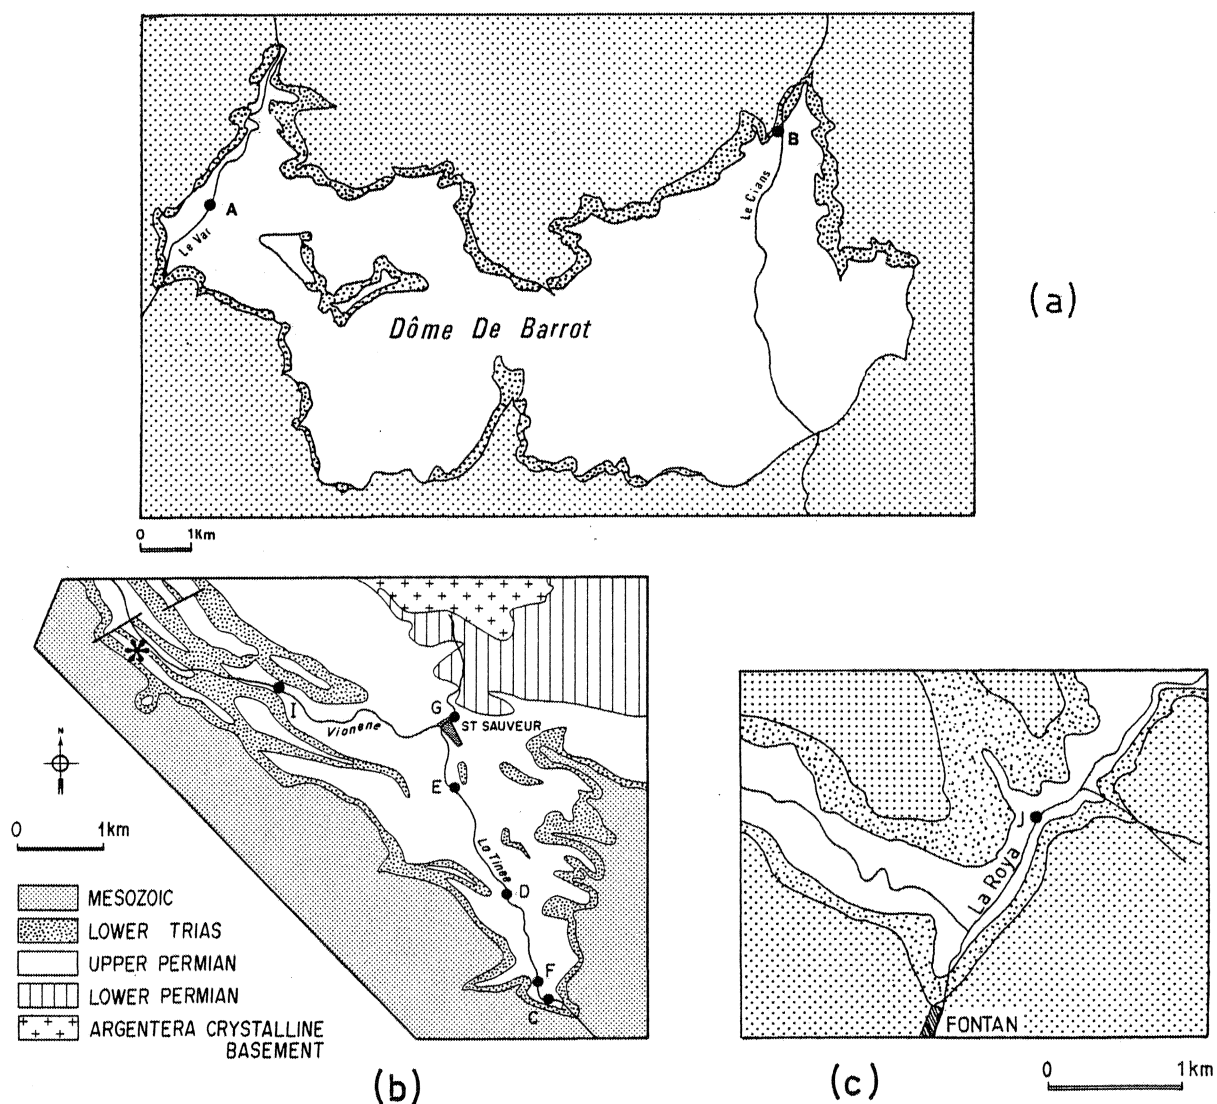 A
Le Var
B
Le Cians
Dôme De Barrot
(a)
0 1Km
I
Vionene
G
ST SAUVEUR
E
La Tinée
D
F
C
N
0 1km
MESOZOIC
LOWER TRIAS
UPPER PERMIAN
LOWER PERMIAN
ARGENTERA CRYSTALLINE
BASEMENT
(b)
J
La Roya
FONTAN
(c)
0 1km